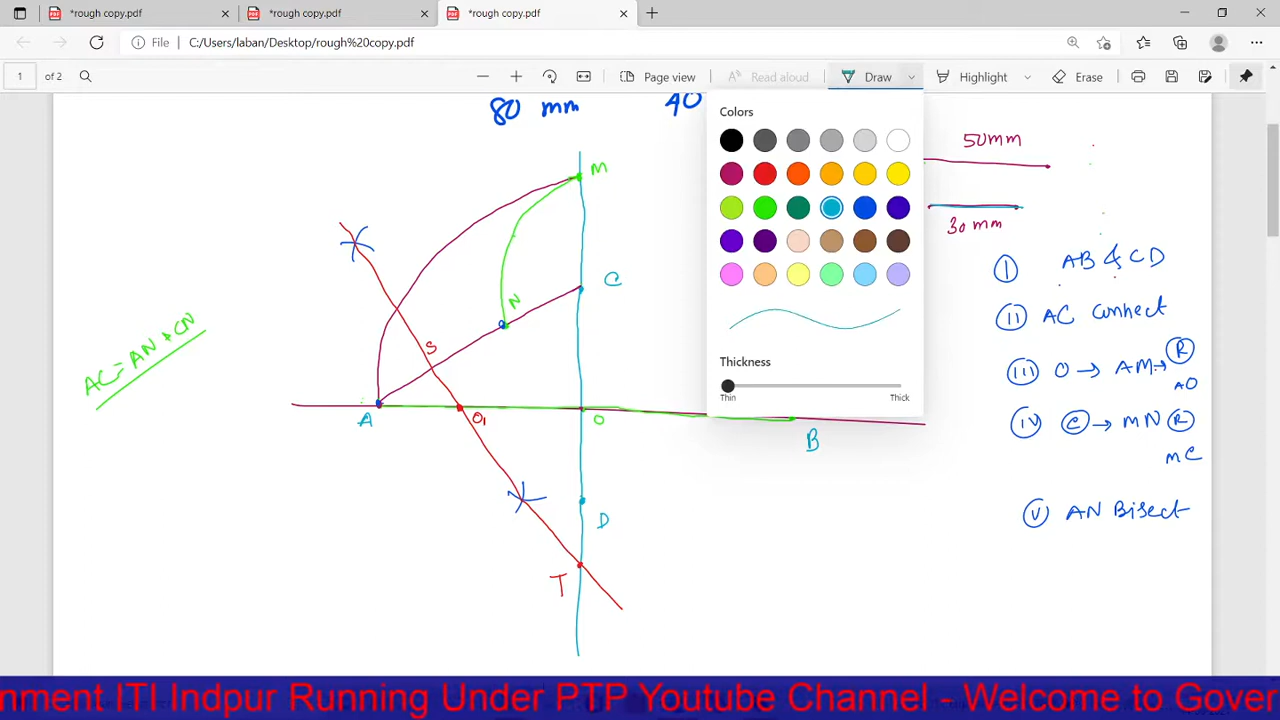 *rough copy.pdf
*rough copy.pdf
*rough copy.pdf
File
C:/Users/laban/Desktop/rough%20copy.pdf
1
of 2
Page view
Read aloud
Draw
Highlight
Erase
Colors
Thickness
Thin
Thick
80 mm
40
50mm
30mm
M
C
N
S
A
O1
O
B
D
T
AC = AN + CN
I AB & CD
II AC Connect
III O → AM → R
AO
IV C → MN R
MC
V AN Bisect
nment ITI Indpur Running Under PTP Youtube Channel - Welcome to Gover